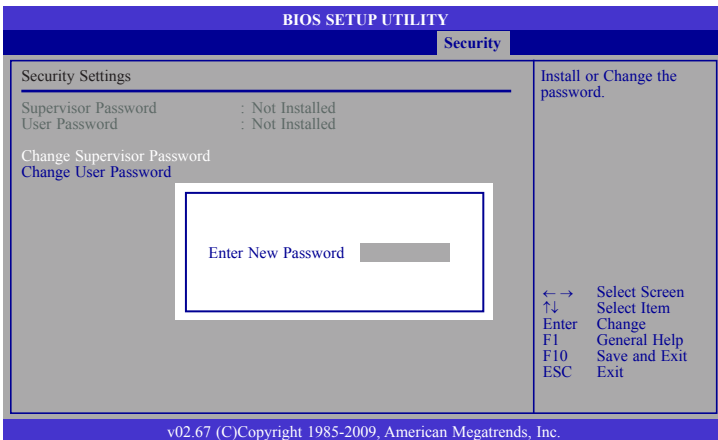 BIOS SETUP UTILITY
Security
Security Settings
Supervisor Password : Not Installed
User Password : Not Installed
Change Supervisor Password
Change User Password
Enter New Password
Install or Change the
password.
← → Select Screen
↑↓ Select Item
Enter Change
F1 General Help
F10 Save and Exit
ESC Exit
v02.67 (C)Copyright 1985-2009, American Megatrends, Inc.